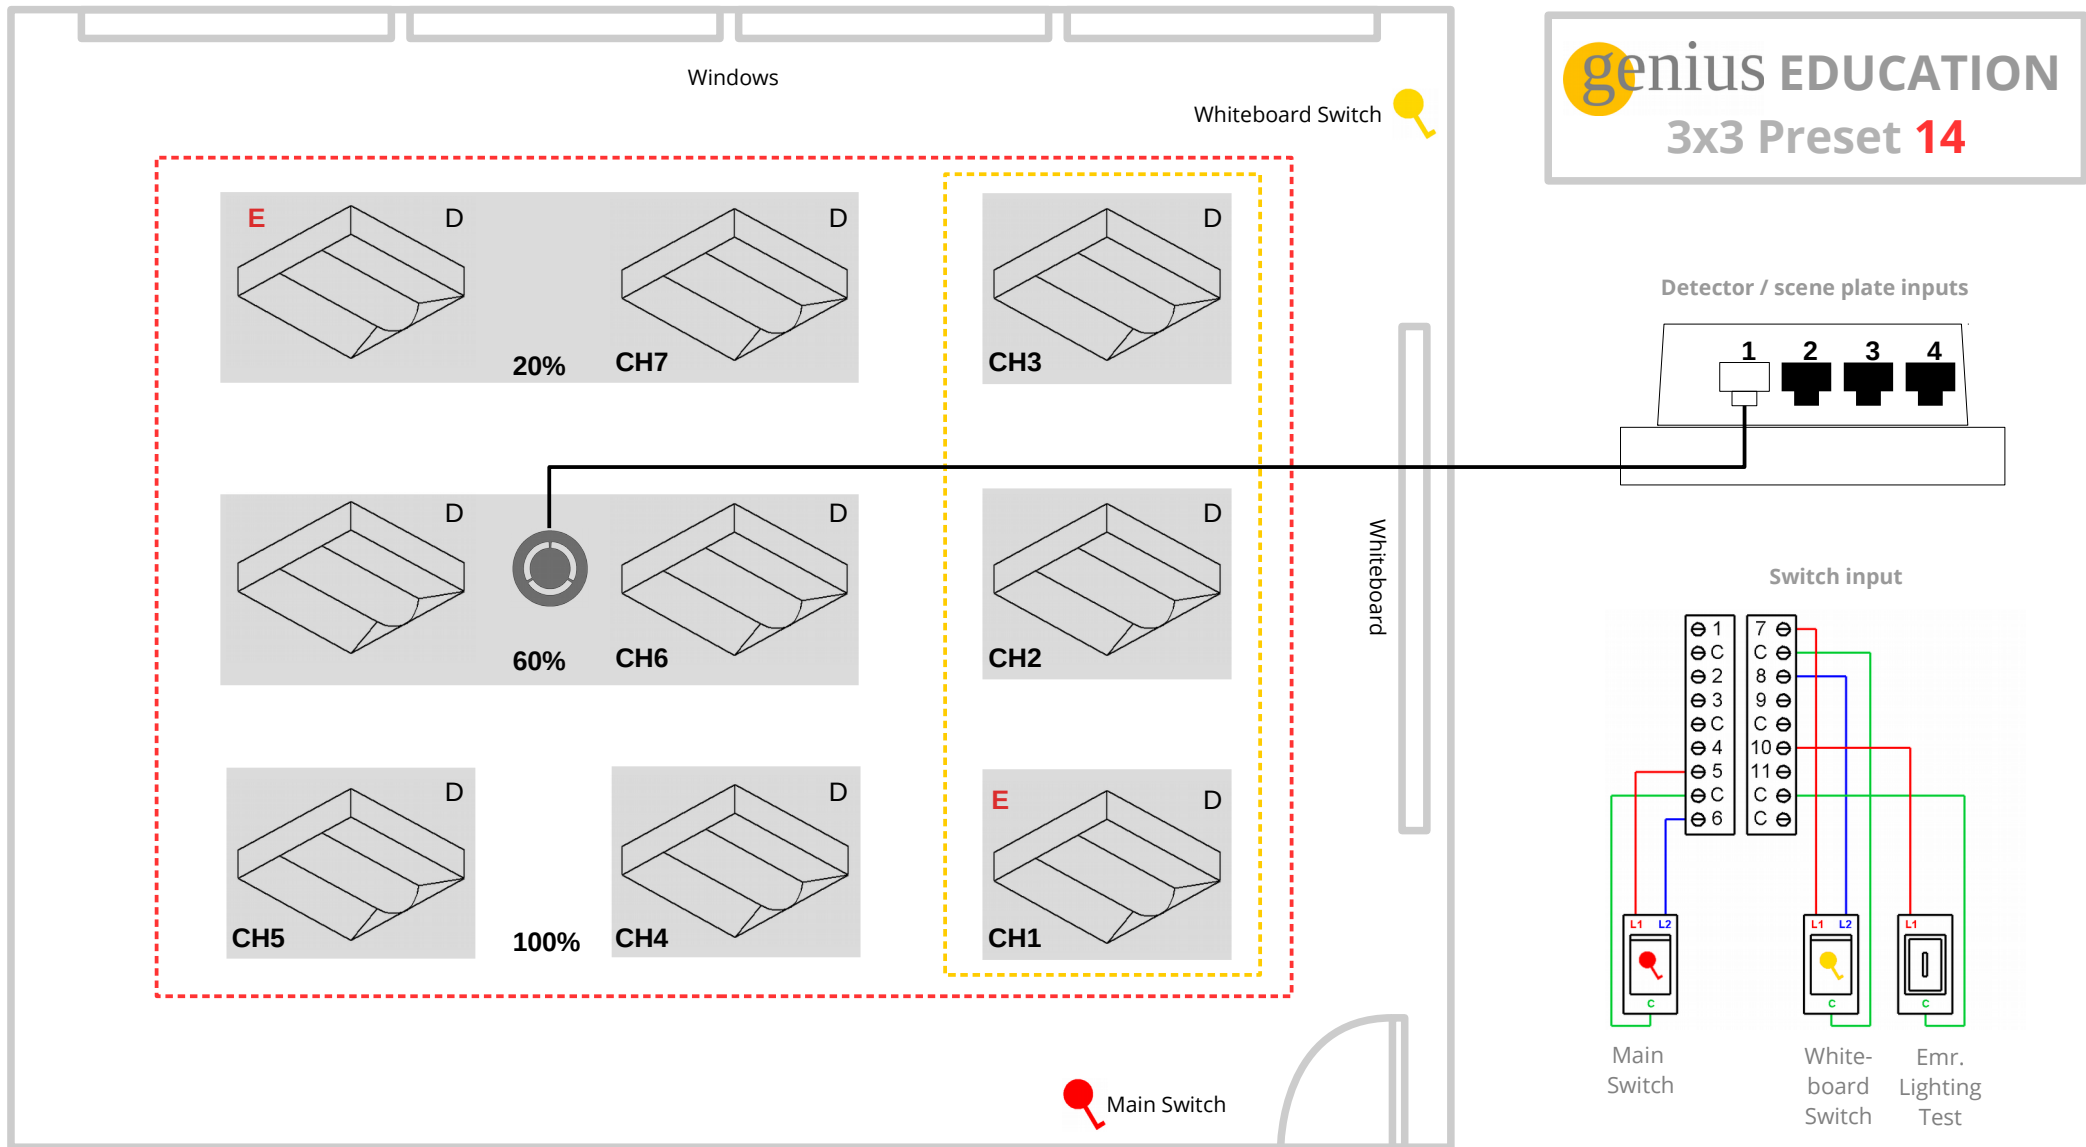 genius EDUCATION
3x3 Preset 14
Windows
Whiteboard Switch
E D D D
20% CH7 CH3
D D D
60% CH6 CH2
Whiteboard
D D E D
CH5 100% CH4 CH1
Main Switch
Detector / scene plate inputs
1 2 3 4
Switch input
1 7
C C
2 8
3 9
C C
4 10
5 11
C C
6 C
L1 L2 L1 L2 L1
C C C
Main
Switch
White-
board
Switch
Emr.
Lighting
Test